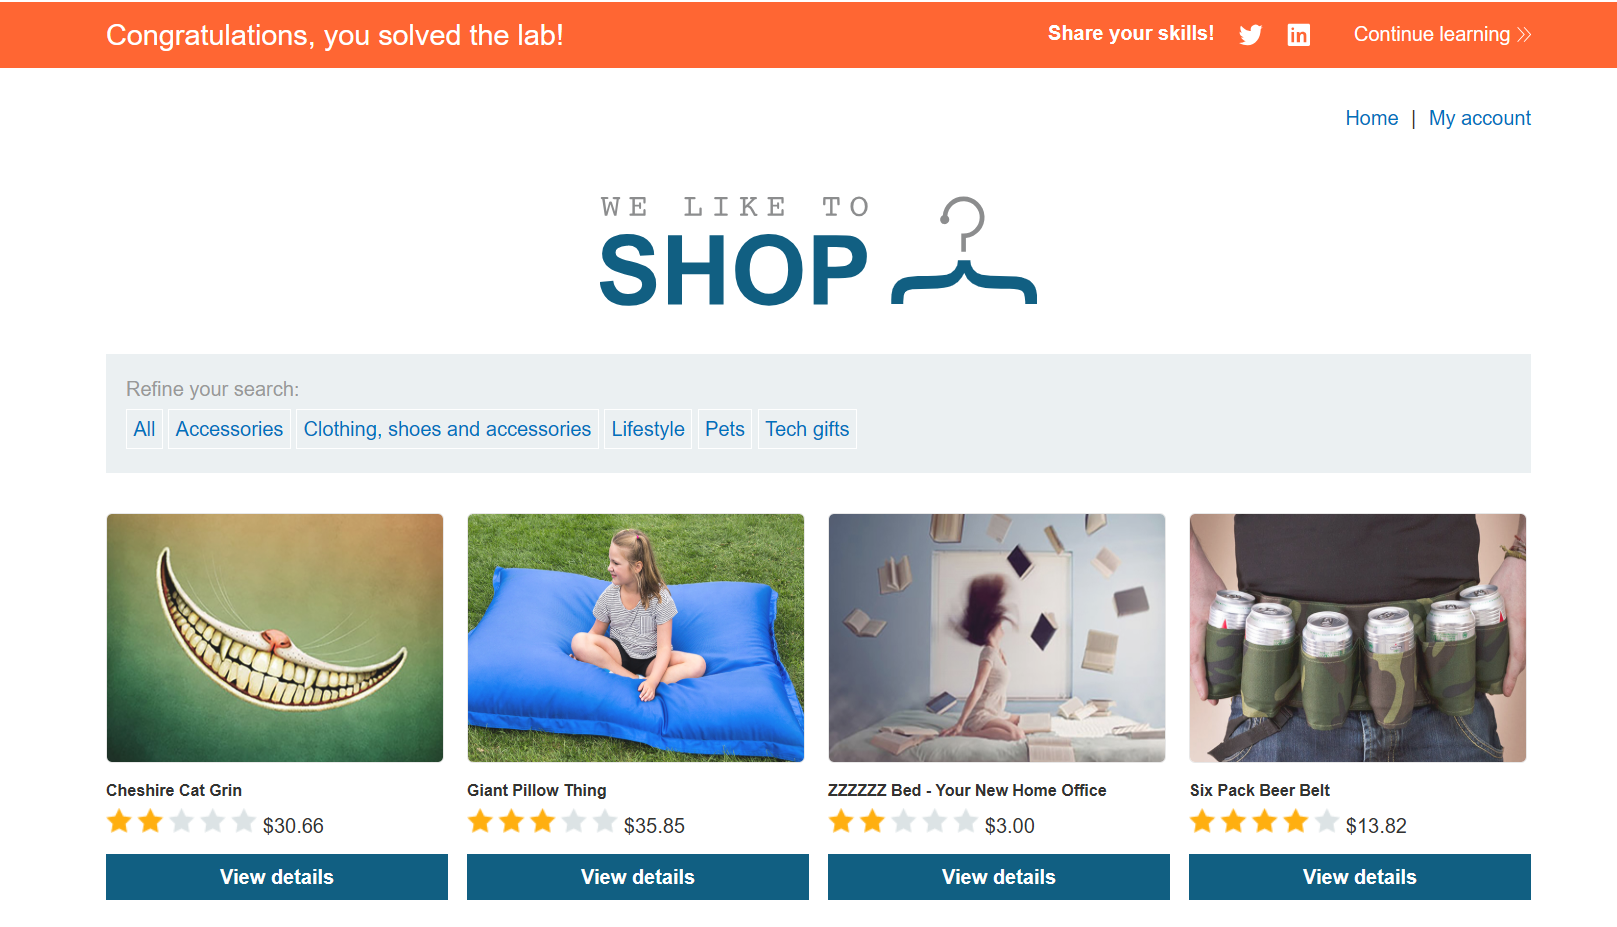 Congratulations, you solved the lab!
Share your skills!
Continue learning
Home | My account
WE LIKE TO
SHOP
Refine your search:
All Accessories Clothing, shoes and accessories Lifestyle Pets Tech gifts
Cheshire Cat Grin
$30.66
View details
Giant Pillow Thing
$35.85
View details
ZZZZZZ Bed - Your New Home Office
$3.00
View details
Six Pack Beer Belt
$13.82
View details